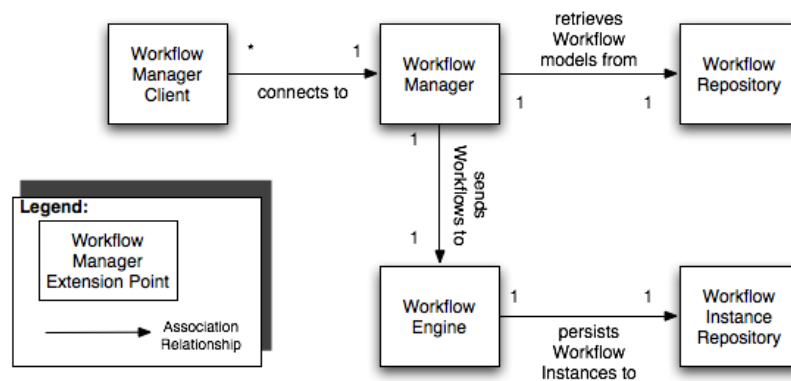 Workflow
Manager
Client
*
1
connects to
Workflow
Manager
retrieves
Workflow
models from
1
1
Workflow
Repository
1
sends
Workflows to
1
Legend:
Workflow
Manager
Extension Point
Association
Relationship
Workflow
Engine
1
1
persists
Workflow
Instances to
Workflow
Instance
Repository